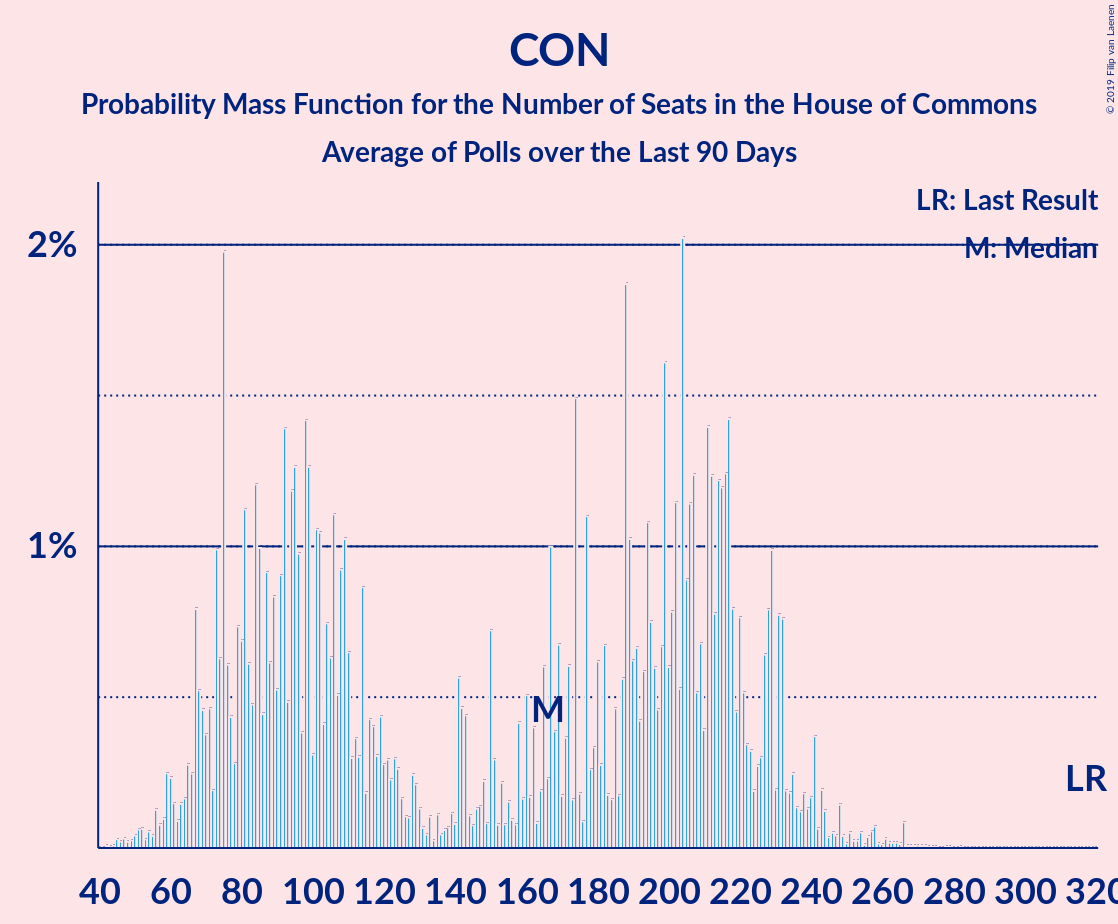 CON
Probability Mass Function for the Number of Seats in the House of Commons
Average of Polls over the Last 90 Days
© 2019 Filip van Laenen
LR: Last Result
M: Median
2%
1%
M
LR
40 60 80 100 120 140 160 180 200 220 240 260 280 300 320